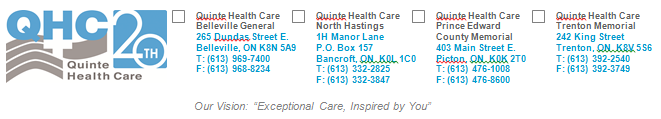 QHC 20TH
Quinte
Health Care
Quinte Health Care
Belleville General
265 Dundas Street E.
Belleville, ON K8N 5A9
T: (613) 969-7400
F: (613) 968-8234
Quinte Health Care
North Hastings
1H Manor Lane
P.O. Box 157
Bancroft, ON K0L 1C0
T: (613) 332-2825
F: (613) 332-3847
Quinte Health Care
Prince Edward
County Memorial
403 Main Street E.
Picton, ON K0K 2T0
T: (613) 476-1008
F: (613) 476-8600
Quinte Health Care
Trenton Memorial
242 King Street
Trenton, ON K8V 5S6
T: (613) 392-2540
F: (613) 392-3749
Our Vision: “Exceptional Care, Inspired by You”